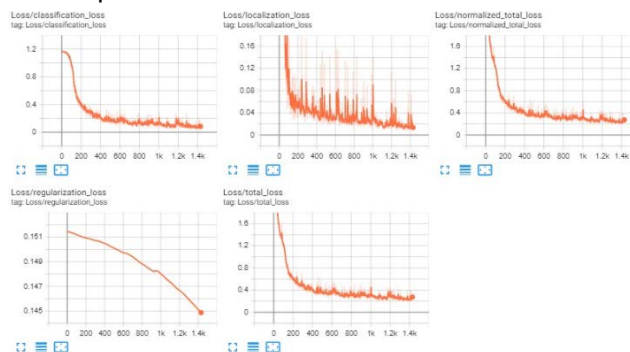 Loss/classification_loss
tag: Loss/classification_loss
1.2
0.8
0.4
0
0 200 400 600 800 1k 1.2k 1.4k
Loss/localization_loss
tag: Loss/localization_loss
0.16
0.12
0.08
0.04
0
0 200 400 600 800 1k 1.2k 1.4k
Loss/normalized_total_loss
tag: Loss/normalized_total_loss
1.6
1.2
0.8
0.4
0
0 200 400 600 800 1k 1.2k 1.4k
Loss/regularization_loss
tag: Loss/regularization_loss
0.151
0.149
0.147
0.145
0 200 400 600 800 1k 1.2k 1.4k
Loss/total_loss
tag: Loss/total_loss
1.6
1.2
0.8
0.4
0
0 200 400 600 800 1k 1.2k 1.4k